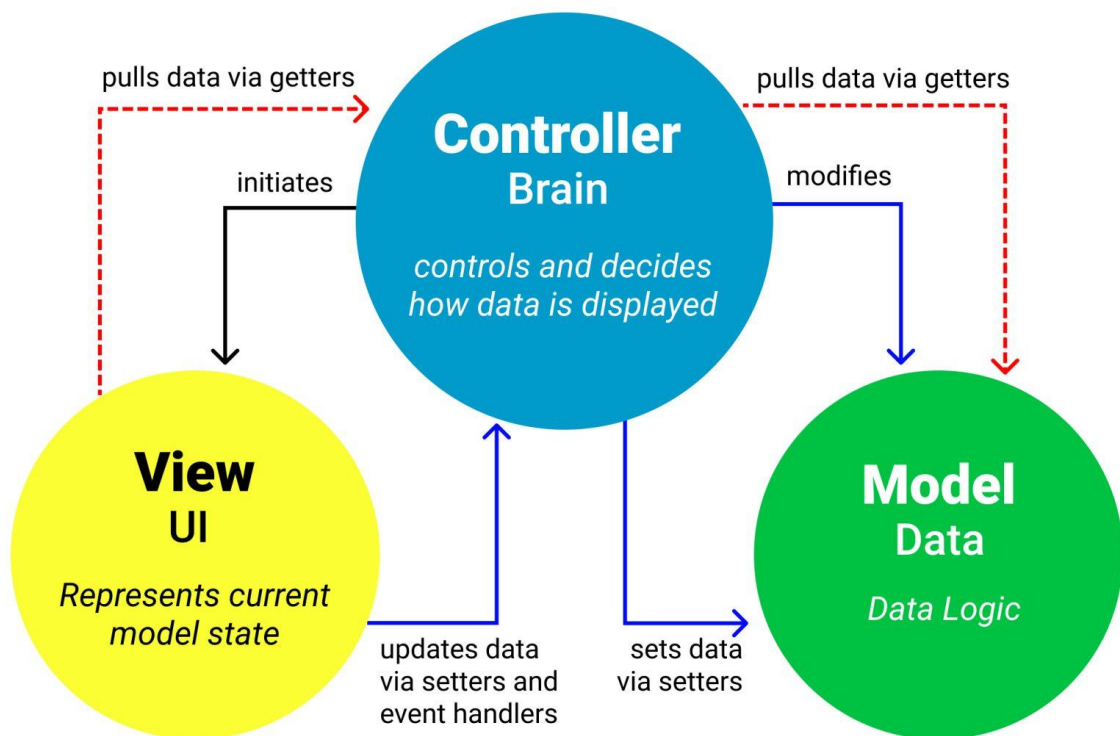 pulls data via getters
pulls data via getters
Controller
Brain
controls and decides
how data is displayed
initiates
modifies
View
UI
Represents current
model state
Model
Data
Data Logic
updates data
via setters and
event handlers
sets data
via setters